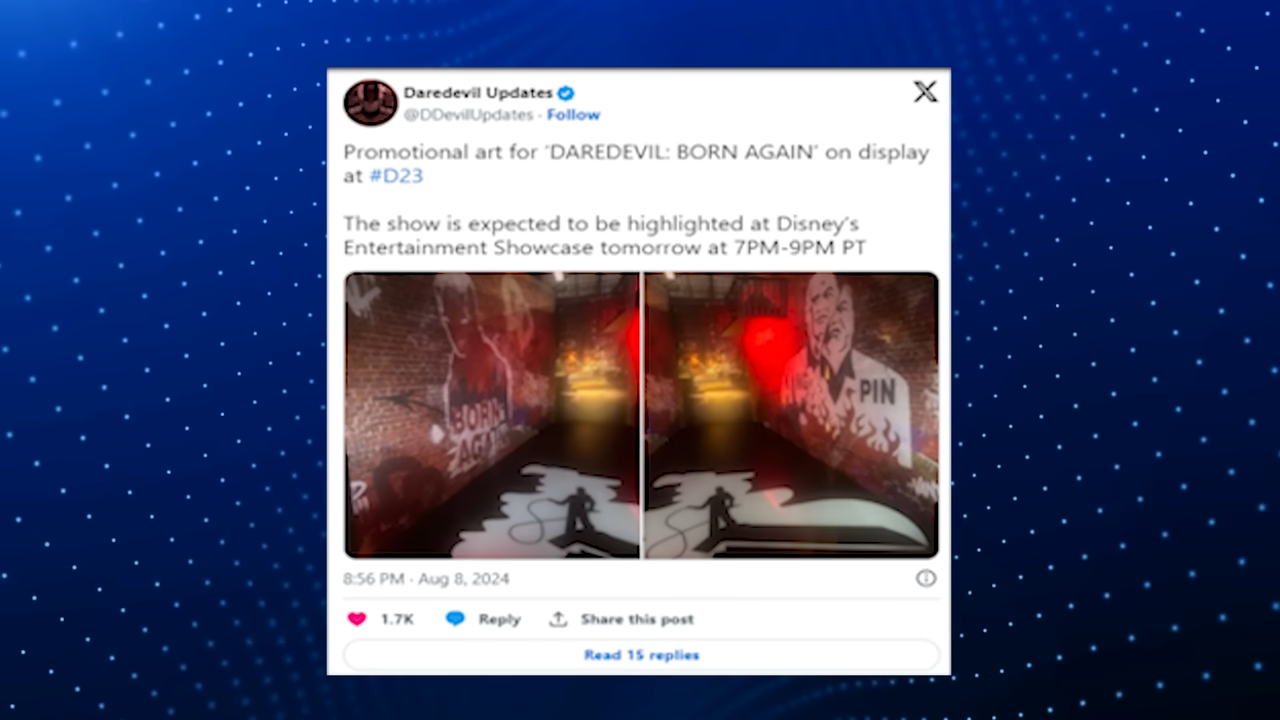 Daredevil Updates
@DDevilUpdates · Follow
Promotional art for ‘DAREDEVIL: BORN AGAIN’ on display
at #D23
The show is expected to be highlighted at Disney’s
Entertainment Showcase tomorrow at 7PM-9PM PT
BORN
AGAIN
PIN
8:56 PM · Aug 8, 2024
1.7K Reply Share this post
Read 15 replies